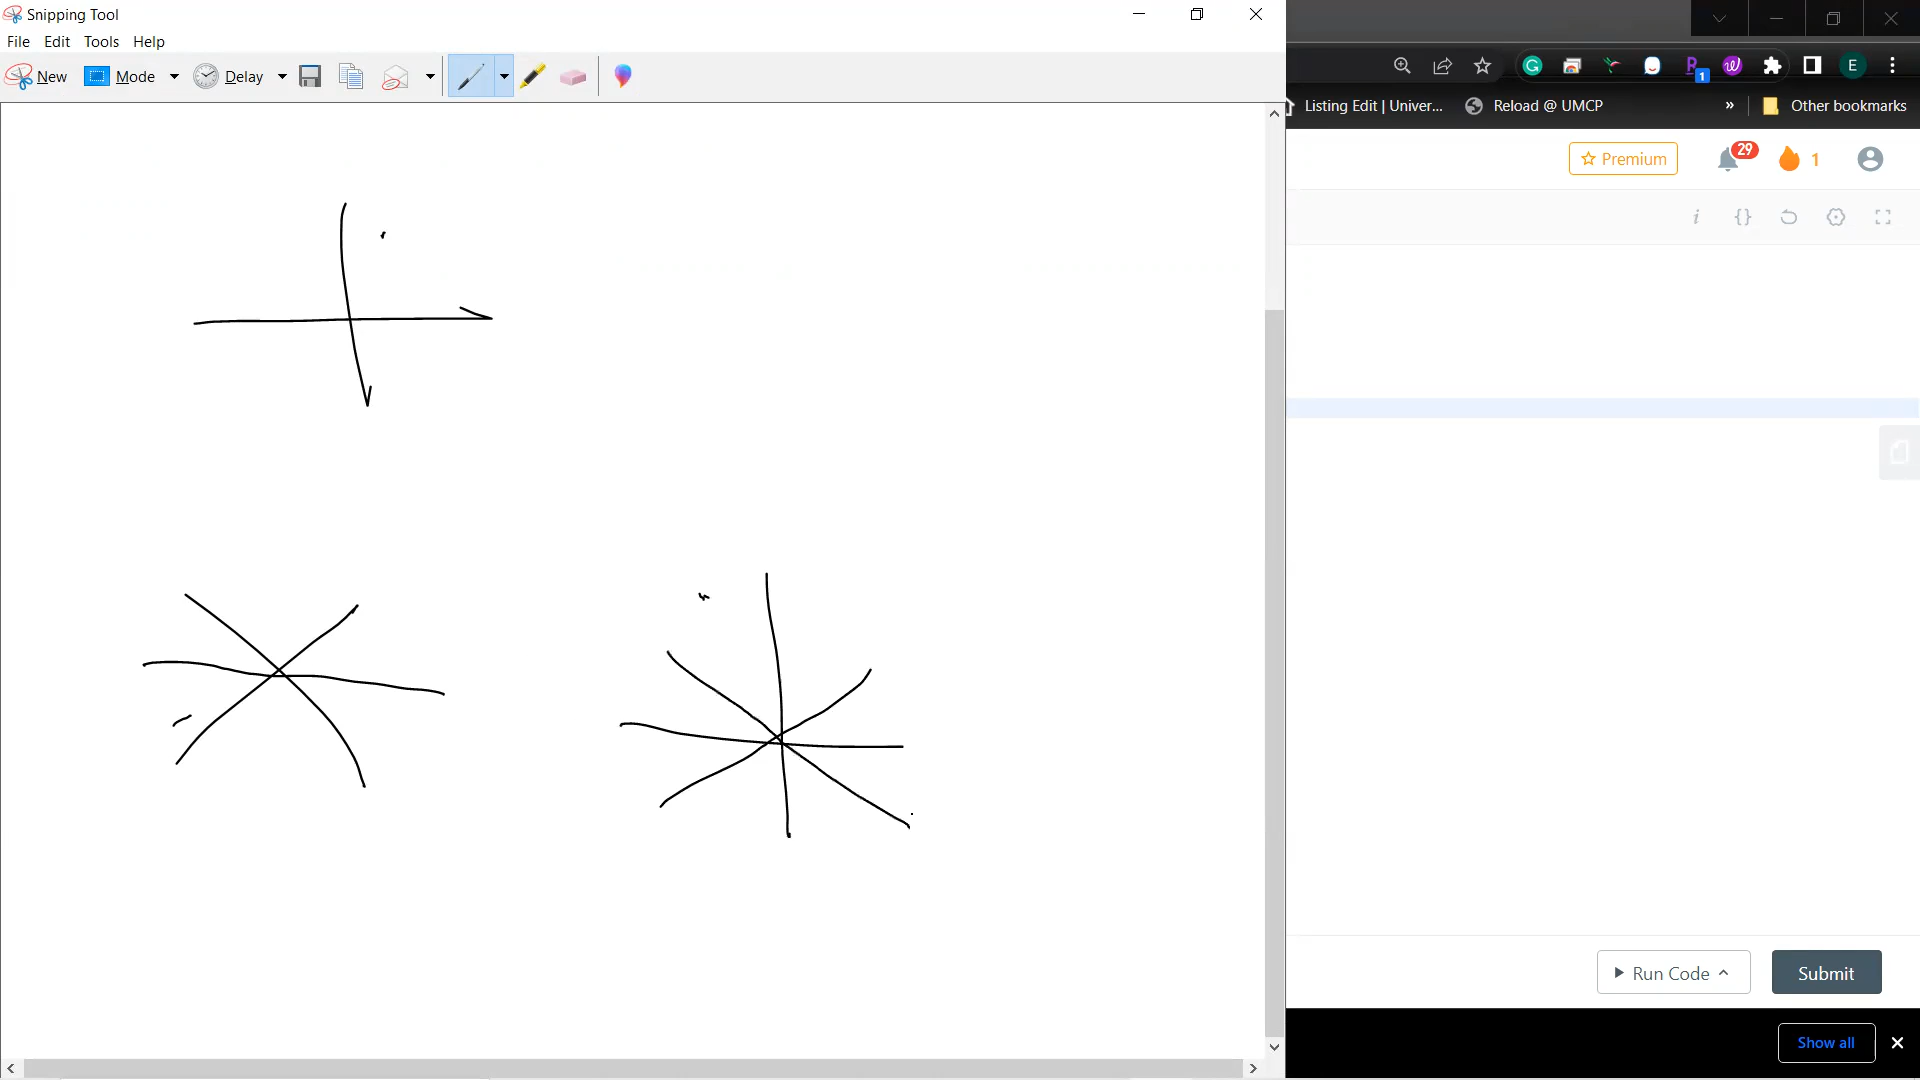 Snipping Tool
File Edit Tools Help
New Mode Delay
Listing Edit | Univer... Reload @ UMCP » Other bookmarks
R 1 E
Premium 29 1
i {}
Run Code Submit
Show all